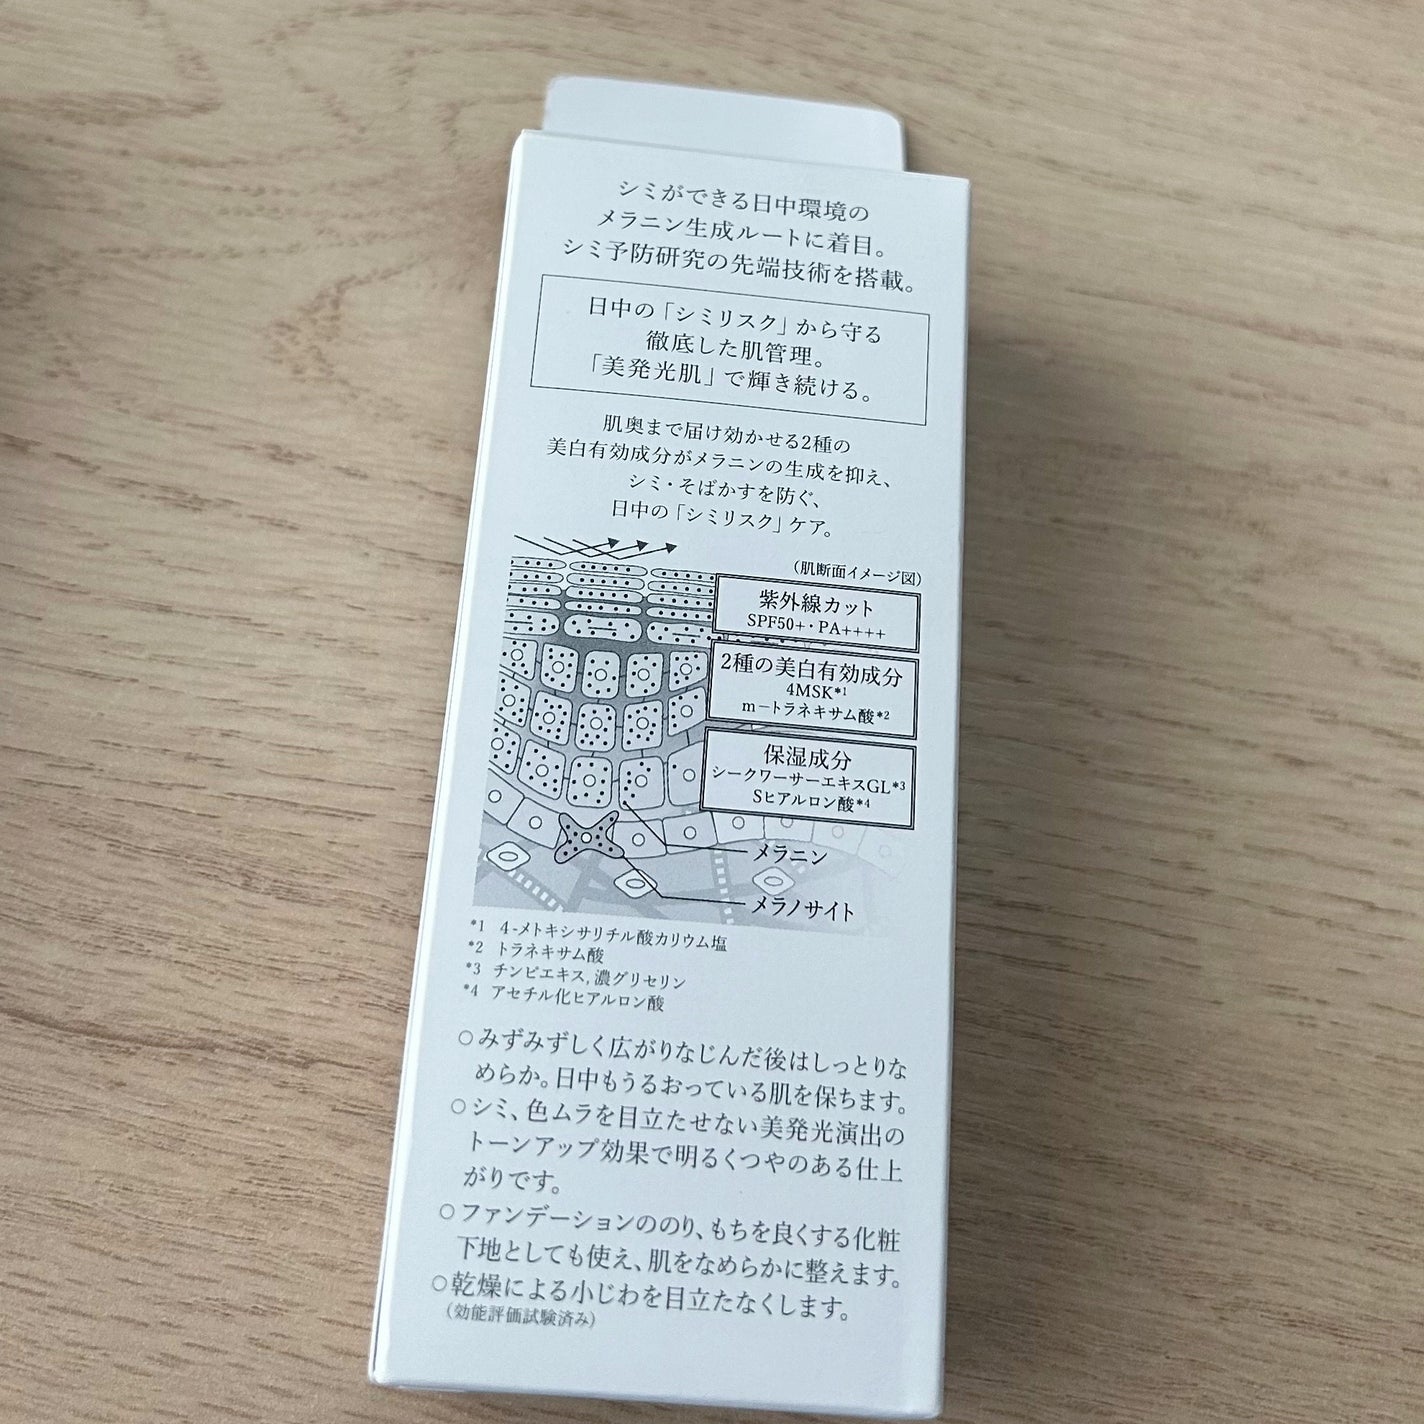 シミができる日中環境の
メラニン生成ルートに着目。
シミ予防研究の先端技術を搭載。
日中の「シミリスク」から守る
徹底した肌管理。
「美発光肌」で輝き続ける。
肌奥まで届け効かせる2種の
美白有効成分がメラニンの生成を抑え、
シミ・そばかすを防ぐ、
日中の「シミリスク」ケア。
（肌断面イメージ図）
紫外線カット
SPF50+・PA++++
2種の美白有効成分
4MSK*1
m-トラネキサム酸*2
保湿成分
シークワーサーエキスGL*3
Sヒアルロン酸*4
メラニン
メラノサイト
*1 4-メトキシサリチル酸カリウム塩
*2 トラネキサム酸
*3 チンピエキス,濃グリセリン
*4 アセチル化ヒアルロン酸
○みずみずしく広がりなじんだ後はしっとりな
めらか。日中もうるおっている肌を保ちます。
○シミ、色ムラを目立たせない美発光演出の
トーンアップ効果で明るくつやのある仕上
がりです。
○ファンデーションののり、もちを良くする化粧
下地としても使え、肌をなめらかに整えます。
○乾燥による小じわを目立たなくします。
（効能評価試験済み）